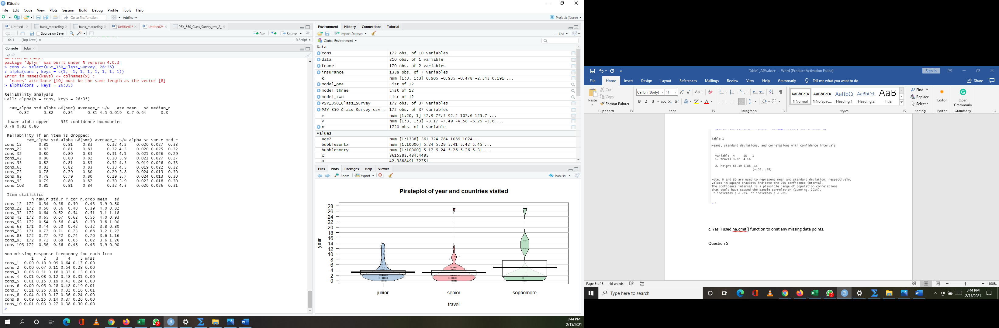 RStudio
File Edit Code View Plots Session Build Debug Profile Tools Help
Go to file/function Addins Project: (None)
Untitled1 bank_marketing bank_marketing Untitled1* Untitled2* PSY_350_Class_Survey_csv_2_
Source on Save Run Source
64:1 (Top Level) R Script
Console Jobs
~/
warning message:
package ‘dplyr’ was built under R version 4.0.3
> cons <- select(PSY_350_Class_Survey, 26:35)
> alpha(cons , keys = c(1, -1, 1, 1, 1, 1, 1, 1))
Error in names(keys) <- colnames(x) :
'names' attribute [10] must be the same length as the vector [8]
> alpha(cons , keys = 26:35)
Reliability analysis
Call: alpha(x = cons, keys = 26:35)
raw_alpha std.alpha G6(smc) average_r S/N ase mean sd median_r
0.82 0.82 0.84 0.31 4.5 0.019 3.7 0.64 0.3
lower alpha upper 95% confidence boundaries
0.78 0.82 0.86
Reliability if an item is dropped:
raw_alpha std.alpha G6(smc) average_r S/N alpha se var.r med.r
cons_12 0.81 0.81 0.83 0.32 4.2 0.020 0.027 0.33
cons_22 0.82 0.81 0.83 0.32 4.3 0.020 0.025 0.32
cons_32 0.80 0.80 0.83 0.31 4.1 0.021 0.026 0.29
cons_42 0.80 0.80 0.82 0.30 3.9 0.021 0.027 0.27
cons_53 0.82 0.81 0.83 0.32 4.3 0.019 0.026 0.33
cons_63 0.82 0.82 0.83 0.33 4.5 0.019 0.022 0.32
cons_73 0.78 0.79 0.80 0.29 3.8 0.024 0.013 0.30
cons_83 0.78 0.79 0.80 0.29 3.7 0.024 0.013 0.30
cons_93 0.79 0.80 0.82 0.30 3.9 0.023 0.018 0.30
cons_103 0.81 0.81 0.84 0.32 4.3 0.020 0.026 0.31
Item statistics
n raw.r std.r r.cor r.drop mean sd
cons_12 172 0.54 0.58 0.50 0.43 3.9 0.80
cons_22 172 0.50 0.56 0.48 0.39 4.0 0.82
cons_32 172 0.64 0.62 0.54 0.51 3.1 1.18
cons_42 172 0.65 0.67 0.62 0.55 4.0 0.93
cons_53 172 0.54 0.56 0.48 0.39 3.8 1.00
cons_63 171 0.44 0.50 0.42 0.32 3.8 0.80
cons_73 171 0.77 0.71 0.73 0.68 3.2 1.27
cons_83 172 0.77 0.72 0.74 0.70 3.6 1.16
cons_93 172 0.72 0.68 0.65 0.62 3.6 1.26
cons_103 172 0.56 0.56 0.48 0.45 3.9 0.90
Non missing response frequency for each item
1 2 3 4 5 miss
cons_1 0.00 0.10 0.09 0.64 0.17 0.00
cons_2 0.00 0.07 0.11 0.54 0.28 0.00
cons_3 0.06 0.31 0.16 0.33 0.13 0.00
cons_4 0.01 0.08 0.12 0.48 0.31 0.00
cons_5 0.01 0.15 0.19 0.42 0.24 0.00
cons_6 0.00 0.05 0.28 0.48 0.19 0.01
cons_7 0.11 0.25 0.16 0.32 0.16 0.01
cons_8 0.04 0.19 0.17 0.36 0.24 0.00
cons_9 0.09 0.15 0.14 0.37 0.26 0.00
cons_10 0.01 0.03 0.27 0.38 0.30 0.00
>
Environment History Connections Tutorial
Import Dataset List
Global Environment
Data
cons 172 obs. of 10 variables
data 210 obs. of 1 variable
frame 170 obs. of 2 variables
insurance 1338 obs. of 7 variables
k num [1:3, 1:3] 0.905 -0.935 -0.478 -2.343 0.191 ...
model_one List of 12
model_three List of 12
model_two List of 12
PSY_350_Class_Survey 172 obs. of 37 variables
PSY_350_Class_Survey_csv_… 172 obs. of 37 variables
v num [1:20, 1] 47.9 77.5 92.2 107.6 125.7 ...
V num [1:3, 1:3] -3.17 -7.49 -4.58 -6.25 -3.6 ...
x 1720 obs. of 1 variable
Values
age2 num [1:1338] 361 324 784 1089 1024 ...
bubblesortx num [1:10000] 5.24 5.29 5.41 5.42 5.45 ...
bubblesorty num [1:10000] 5.12 5.24 5.26 5.26 5.31 ...
c 3615283.48454495
D 42.3888491172751
Files Plots Packages Help Viewer
Zoom Export Publish
Pirateplot of year and countries visited
year
28
26
24
22
20
18
16
14
12
10
8
6
4
2
0
junior senior sophomore
travel
3:44 PM
2/15/2021
Table1_APA.docx - Word (Product Activation Failed) Sign in
File Home Insert Design Layout References Mailings Review View Help Grammarly Tell me what you want to do Share
Paste Cut
Copy
Format Painter
Clipboard
Calibri (Body) 11
Font
Paragraph
AaBbCcDc AaBbCcDc AaBbCc AaBbCcE AaB
¶ Normal ¶ No Spac... Heading 1 Heading 2 Title
Styles
Find
Replace
Select
Editing
Editor
Editor
Open
Grammarly
Grammarly
Table 1
Means, standard deviations, and correlations with confidence intervals
Variable M SD 1
1. travel 3.27 4.16
2. height 66.39 3.88 .14
[-.02, .28]
Note. M and SD are used to represent mean and standard deviation, respectively.
Values in square brackets indicate the 95% confidence interval.
The confidence interval is a plausible range of population correlations
that could have caused the sample correlation (Cumming, 2014).
* indicates p < .05. ** indicates p < .01.
c. Yes, I used na.omit() function to omit any missing data points.
Question 5
Page 5 of 5 46 words 100%
Type here to search
3:44 PM
2/15/2021